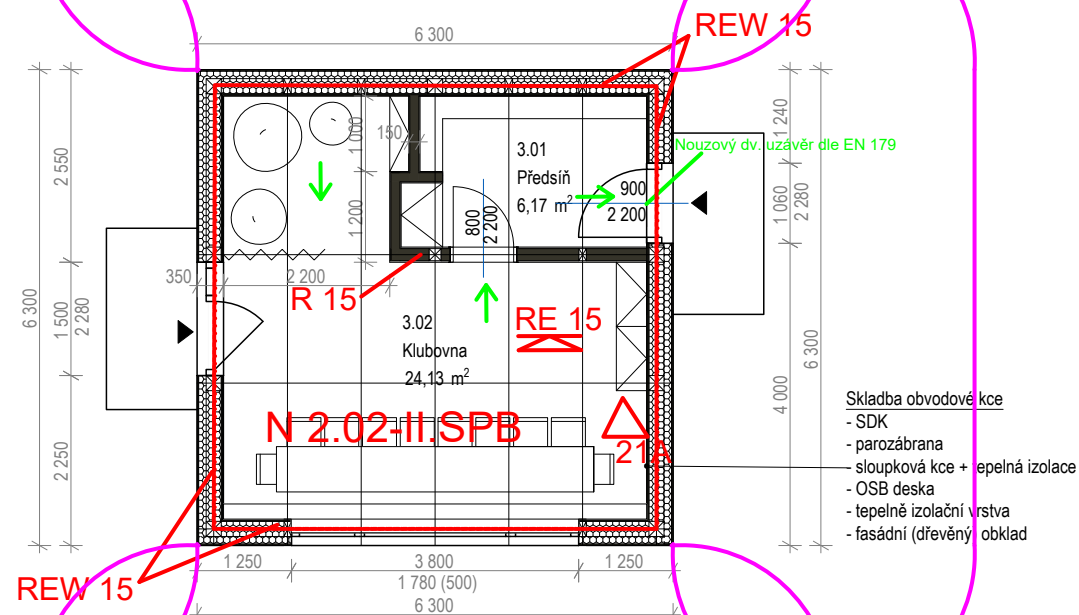 6 300
REW 15
2 550
1 500
2 280
2 250
6 300
150
1 000
1 200
350
2 200
3.01
Předsíň
6,17 m²
800
2 200
900
2 200
Nouzový dv. uzávěr dle EN 179
1 240
1 060
2 280
4 000
6 300
R 15
RE 15
3.02
Klubovna
24,13 m²
N 2.02-II.SPB
21A
Skladba obvodové kce
- SDK
- parozábrana
- sloupková kce + epelná izolace
- OSB deska
- tepelně izolační vrstva
- fasádní (dřevěný) obklad
REW 15
1 250
3 800
1 780 (500)
1 250
6 300